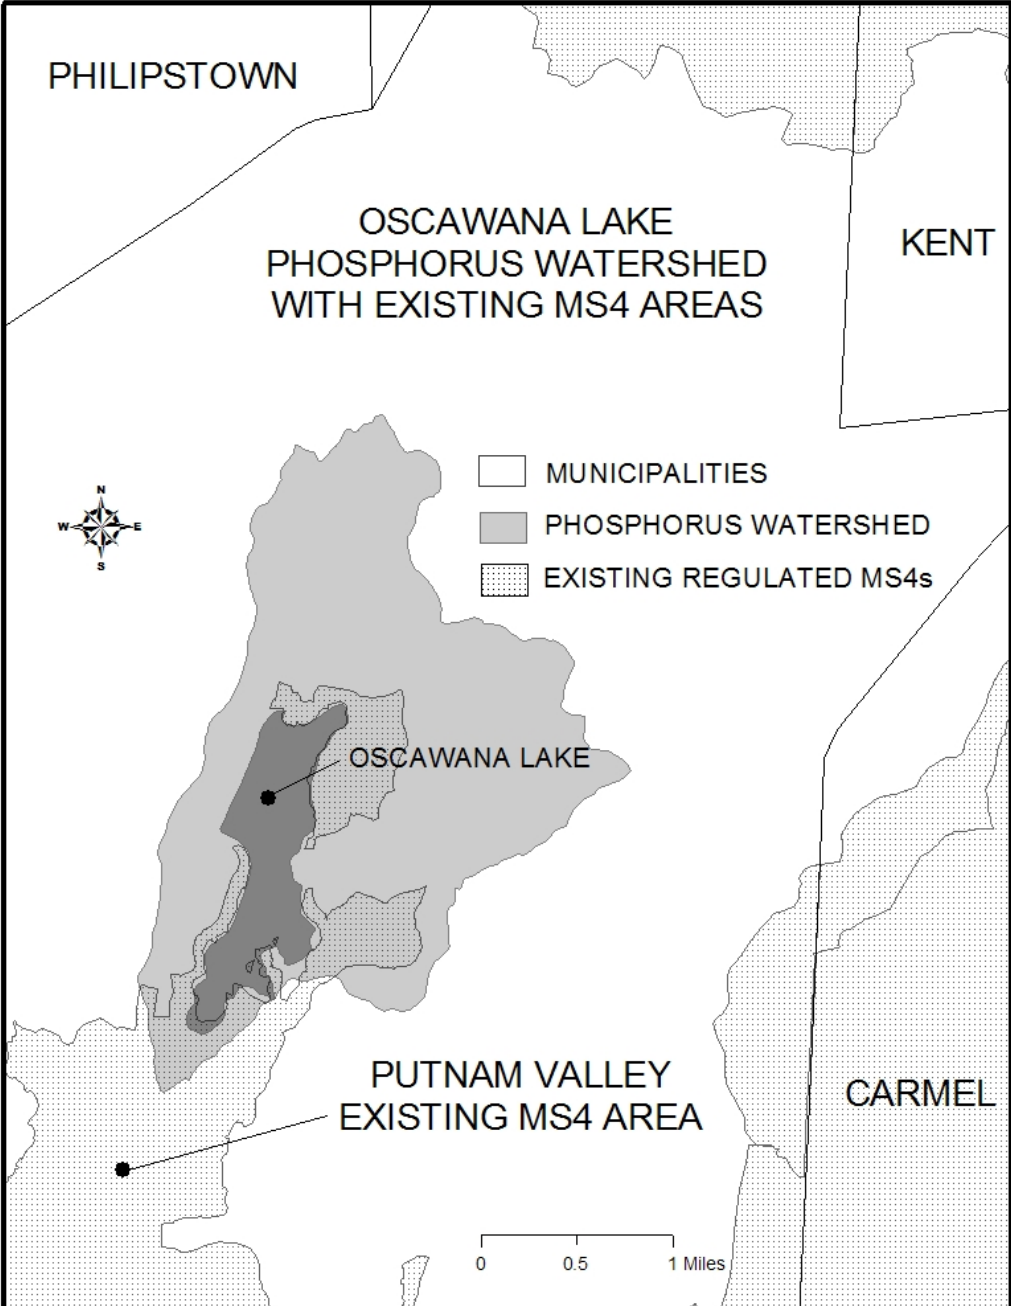 PHILIPSTOWN
OSCAWANA LAKE
PHOSPHORUS WATERSHED
WITH EXISTING MS4 AREAS
KENT
MUNICIPALITIES
PHOSPHORUS WATERSHED
EXISTING REGULATED MS4s
N
W
E
S
OSCAWANA LAKE
PUTNAM VALLEY
EXISTING MS4 AREA
CARMEL
0
0.5
1 Miles